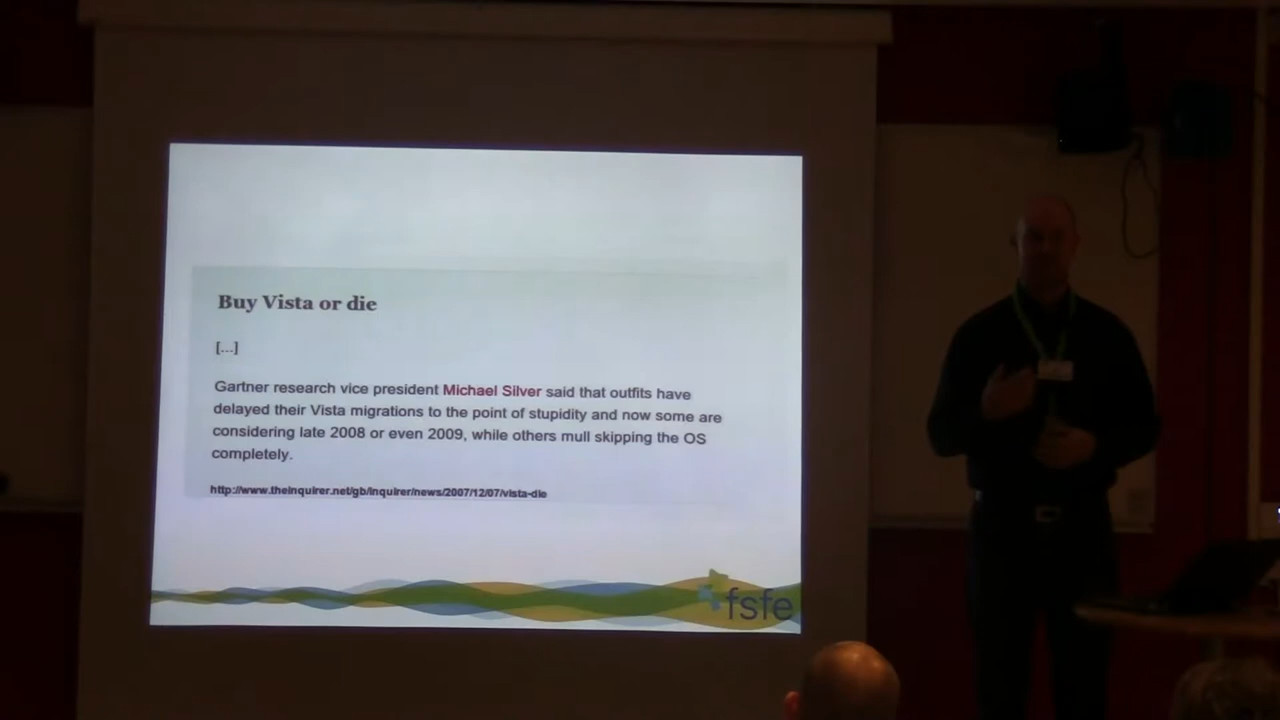 Buy Vista or die
[...]
Gartner research vice president Michael Silver said that outfits have
delayed their Vista migrations to the point of stupidity and now some are
considering late 2008 or even 2009, while others mull skipping the OS
completely.
http://www.theinquirer.net/gb/inquirer/news/2007/12/07/vista-die
fsfe